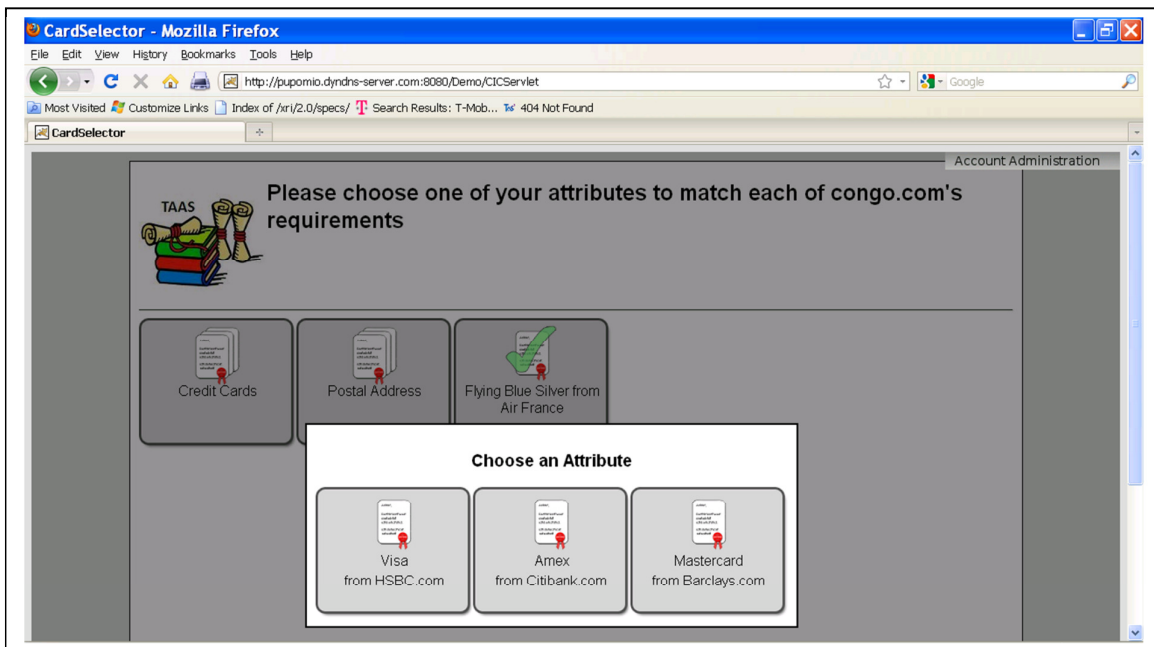 CardSelector - Mozilla Firefox
File Edit View History Bookmarks Tools Help
http://pupomio.dyndns-server.com:8080/Demo/CICServlet
Google
Most Visited Customize Links Index of /xri/2.0/specs/ Search Results: T-Mob... 404 Not Found
CardSelector
Account Administration
TAAS
Please choose one of your attributes to match each of congo.com's
requirements
Credit Cards
Postal Address
Flying Blue Silver from
Air France
Choose an Attribute
Visa
from HSBC.com
Amex
from Citibank.com
Mastercard
from Barclays.com